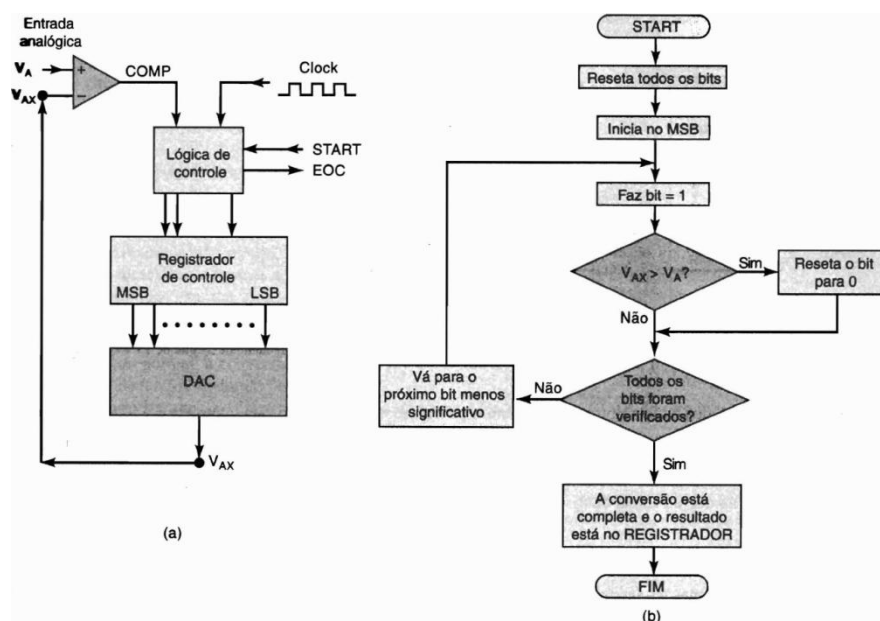 Entrada
analógica
V_A
V_AX
+
−
COMP
Clock
Lógica de
controle
START
EOC
Registrador
de controle
MSB
LSB
DAC
V_AX
(a)
START
Reseta todos os bits
Inicia no MSB
Faz bit = 1
V_AX > V_A?
Sim
Reseta o bit
para 0
Não
Todos os
bits foram
verificados?
Não
Vá para o
próximo bit menos
significativo
Sim
A conversão está
completa e o resultado
está no REGISTRADOR
FIM
(b)